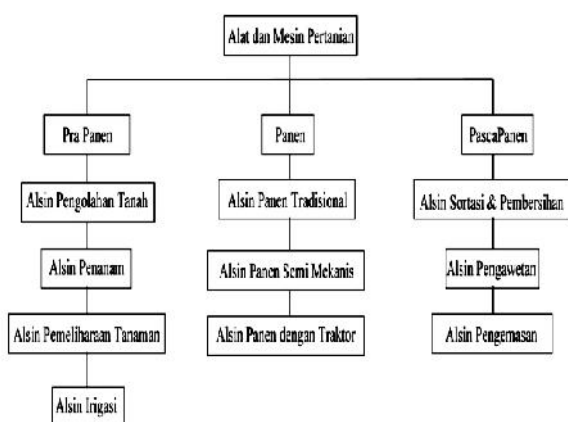 Alat dan Mesin Pertanian
Pra Panen
Panen
PascaPanen
Alsin Pengolahan Tanah
Alsin Panen Tradisional
Alsin Sortasi & Pembersihan
Alsin Penanam
Alsin Panen Semi Mekanis
Alsin Pengawetan
Alsin Pemeliharaan Tanaman
Alsin Panen dengan Traktor
Alsin Pengemasan
Alsin Irigasi